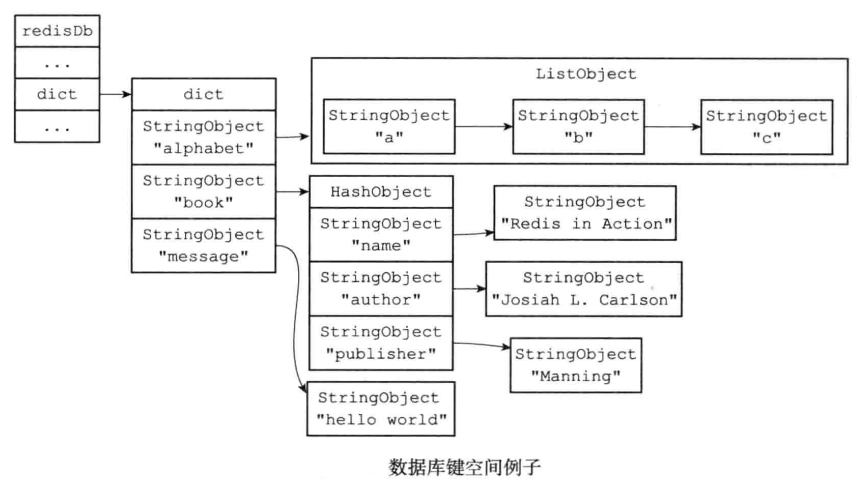 redisDb
...
dict
...
dict
StringObject
"alphabet"
StringObject
"book"
StringObject
"message"
ListObject
StringObject
"a"
StringObject
"b"
StringObject
"c"
HashObject
StringObject
"name"
StringObject
"author"
StringObject
"publisher"
StringObject
"Redis in Action"
StringObject
"Josiah L. Carlson"
StringObject
"Manning"
StringObject
"hello world"
数据库键空间例子